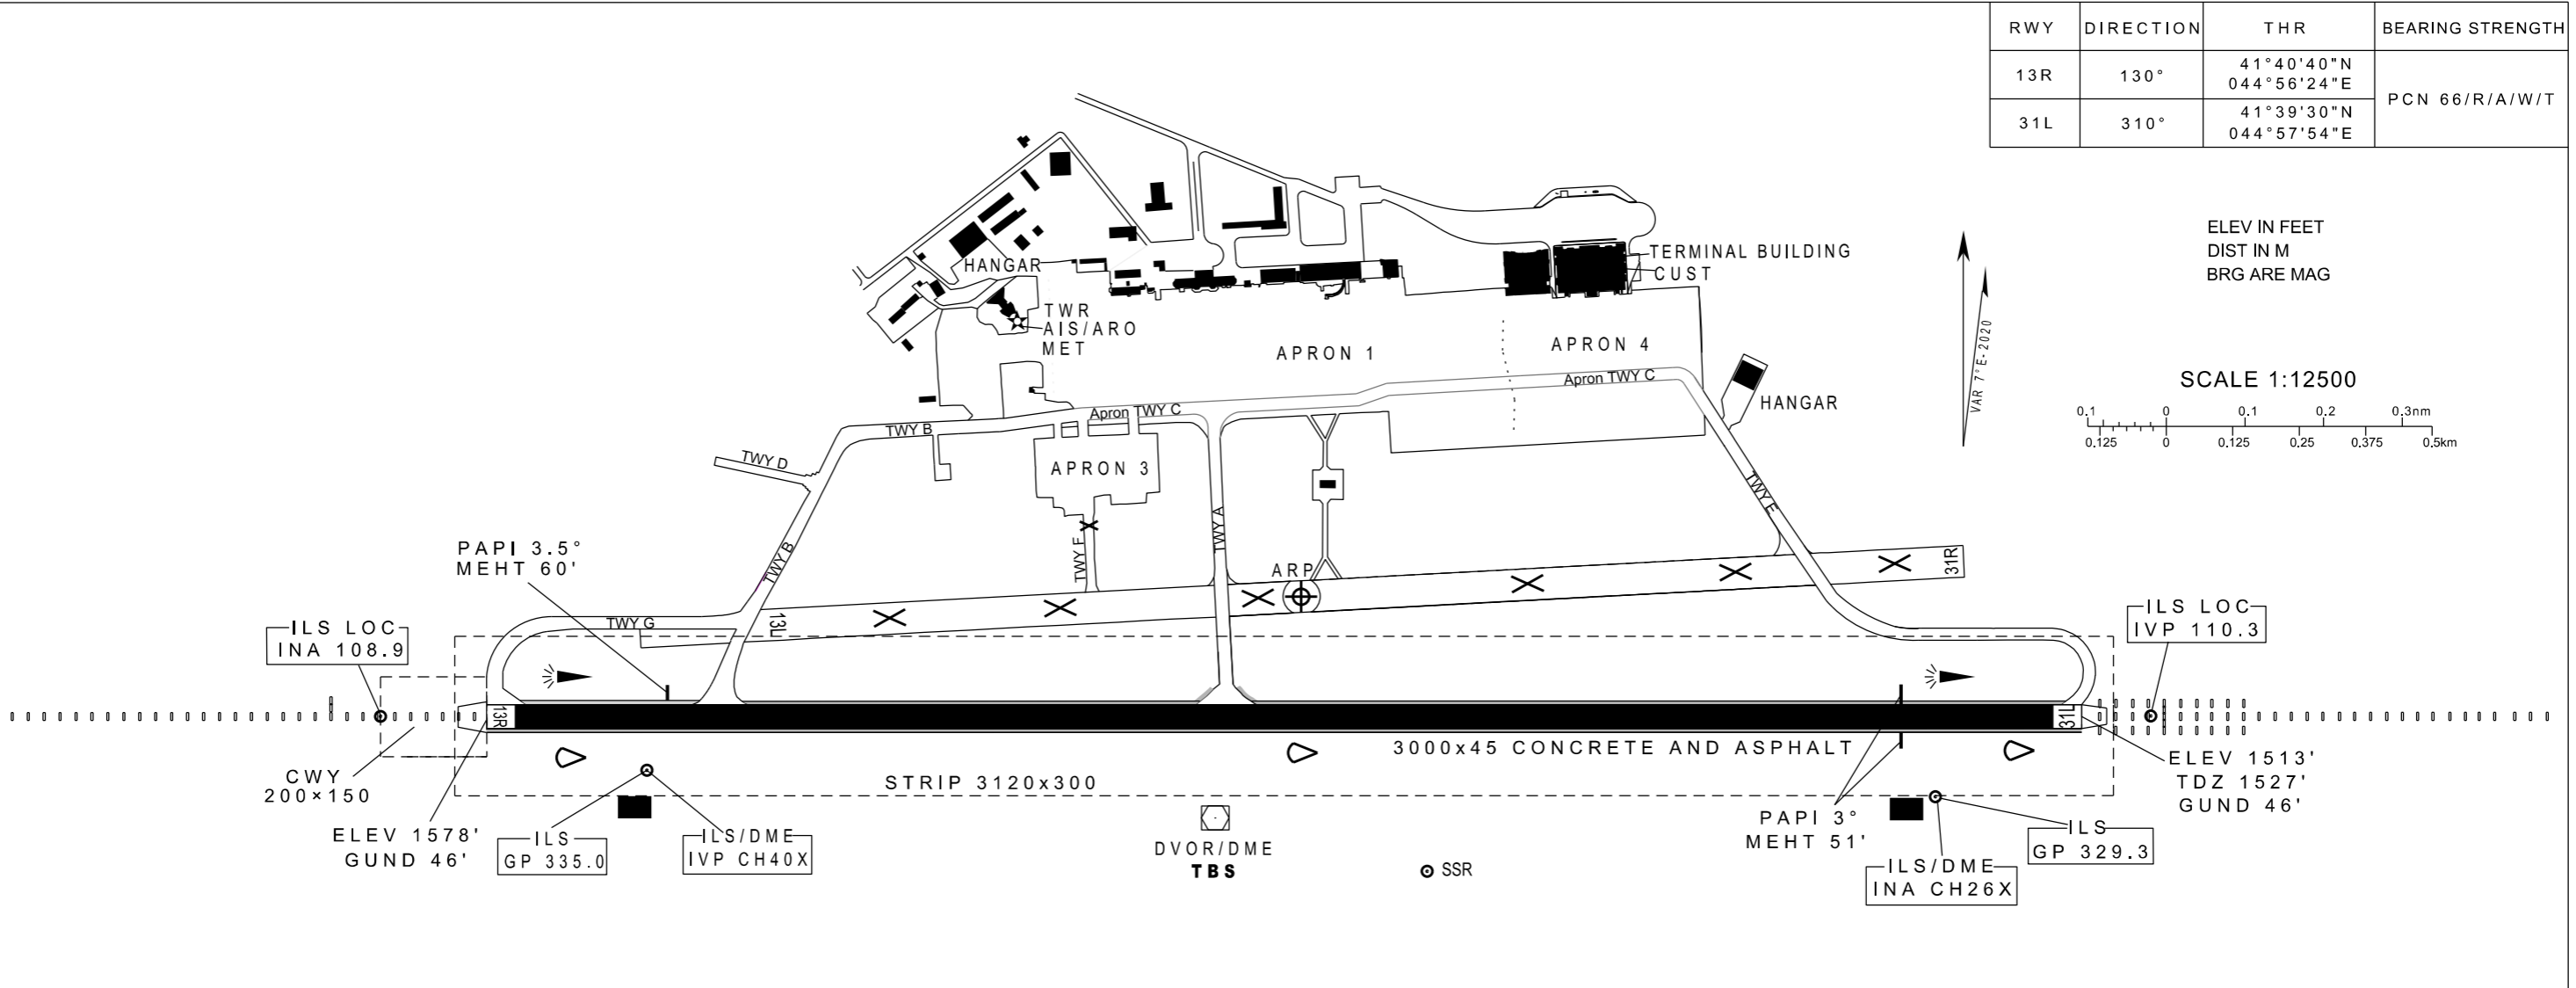 RWY DIRECTION THR BEARING STRENGTH
13R 130° 41°40'40"N 044°56'24"E PCN 66/R/A/W/T
31L 310° 41°39'30"N 044°57'54"E
ELEV IN FEET
DIST IN M
BRG ARE MAG
VAR 7° E-2020
SCALE 1:12500
0.1 0 0.1 0.2 0.3nm
0.125 0 0.125 0.25 0.375 0.5km
HANGAR
TWR
AIS/ARO
MET
TERMINAL BUILDING
CUST
APRON 1
APRON 4
Apron TWY C
HANGAR
Apron TWY C
TWY B
TWY D
APRON 3
TWY E
TWY A
TWY F
TWY B
PAPI 3.5°
MEHT 60'
ARP
31R
13L
TWY G
ILS LOC
INA 108.9
ILS LOC
IVP 110.3
13R
31L
3000x45 CONCRETE AND ASPHALT
STRIP 3120x300
CWY
200×150
ELEV 1578'
GUND 46'
ILS
GP 335.0
ILS/DME
IVP CH40X
DVOR/DME
TBS
SSR
PAPI 3°
MEHT 51'
ELEV 1513'
TDZ 1527'
GUND 46'
ILS
GP 329.3
ILS/DME
INA CH26X